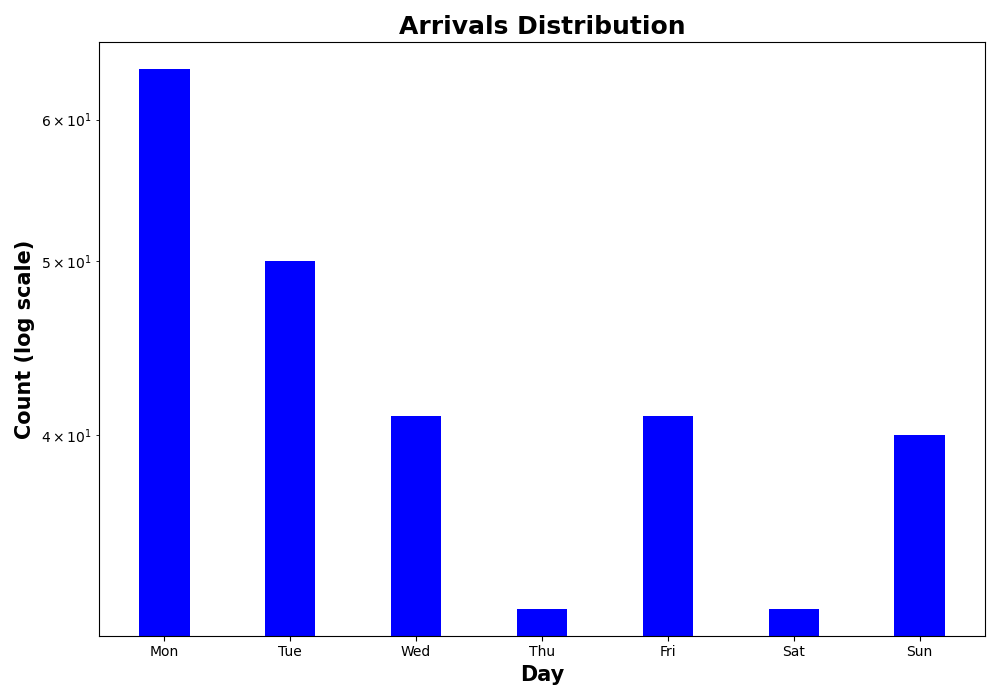 Arrivals Distribution
Count (log scale)
6 × 10¹
5 × 10¹
4 × 10¹
Mon Tue Wed Thu Fri Sat Sun
Day